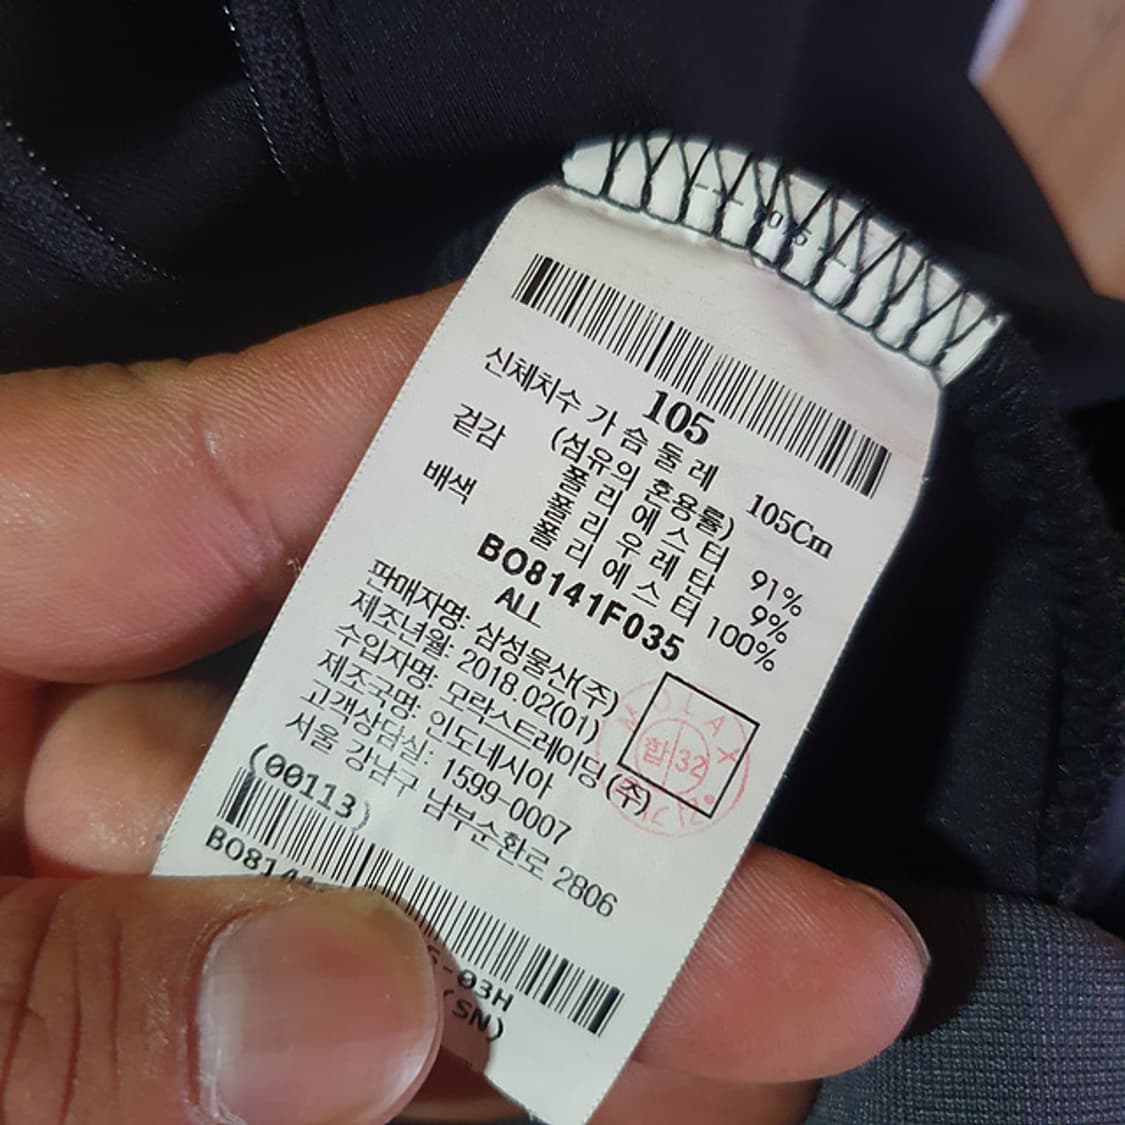 105
신체치수 가 슴 둘 레 105Cm
(섬유의 혼용률)
겉감 폴 리 에 스 터 91%
폴 리 우 레 탄 9%
배색 폴 리 에 스 터 100%
BO8141F035
ALL
판매자명: 삼성물산(주)
제조년월: 2018.02(01)
수입자명: 모락스트레이딩(주)
제조국명: 인도네시아
고객상담실: 1599-0007
서울 강남구 남부순환로 2806
(00113)
MOLAX
합 32
-03H
(SN)